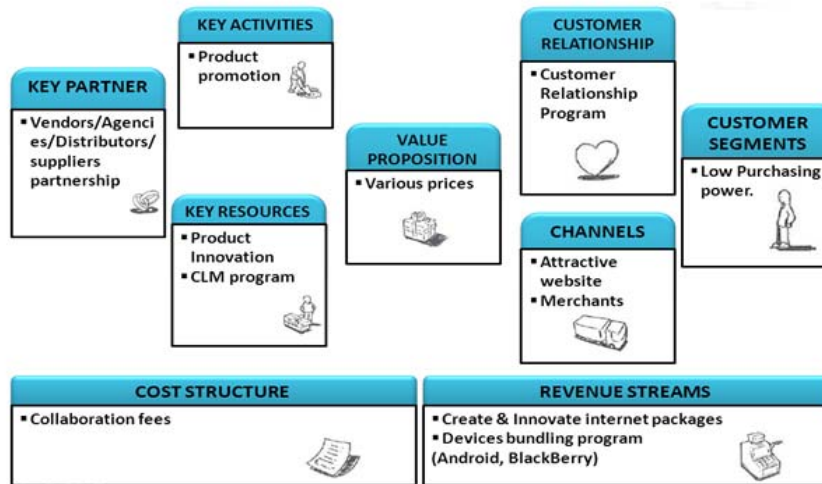 KEY PARTNER
▪ Vendors/Agenci
es/Distributors/
suppliers
partnership
KEY ACTIVITIES
▪ Product
promotion
KEY RESOURCES
▪ Product
Innovation
▪ CLM program
VALUE
PROPOSITION
▪ Various prices
CUSTOMER
RELATIONSHIP
▪ Customer
Relationship
Program
CHANNELS
▪ Attractive
website
▪ Merchants
CUSTOMER
SEGMENTS
▪ Low Purchasing
power.
COST STRUCTURE
▪ Collaboration fees
REVENUE STREAMS
▪ Create & Innovate internet packages
▪ Devices bundling program
(Android, BlackBerry)